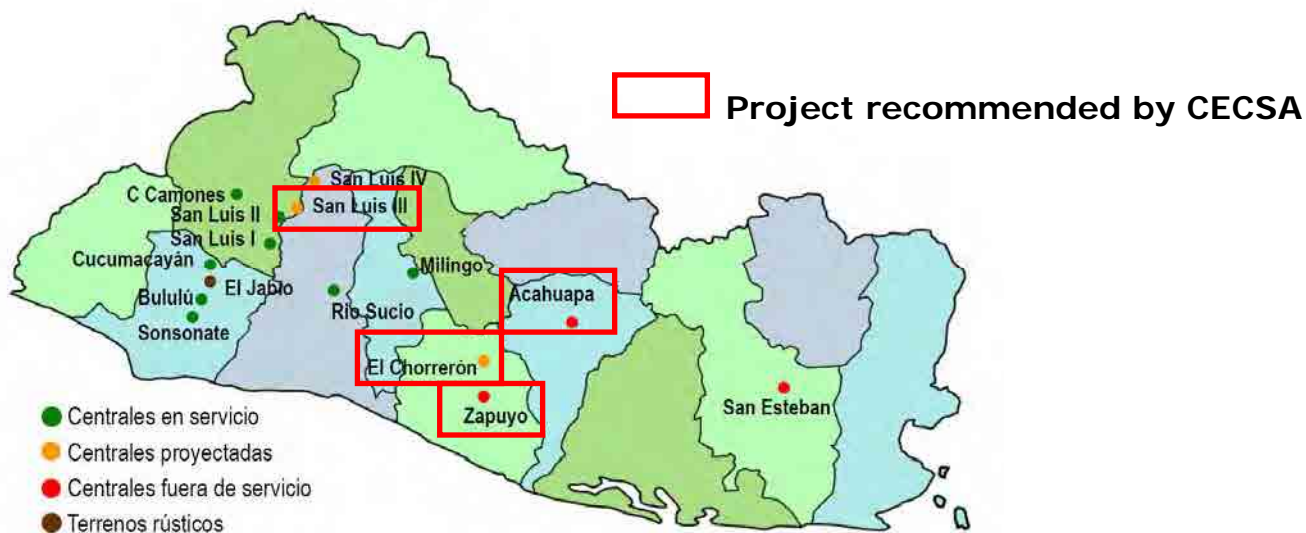 Project recommended by CECSA
San Luis IV
C Camones
San Luis III
San Luis II
San Luis I
Cucumacayán
Milingo
El Jabio
Acahuapa
Bululú
Río Sucio
Sonsonate
El Chorrerón
San Esteban
Zapuyo
Centrales en servicio
Centrales proyectadas
Centrales fuera de servicio
Terrenos rústicos